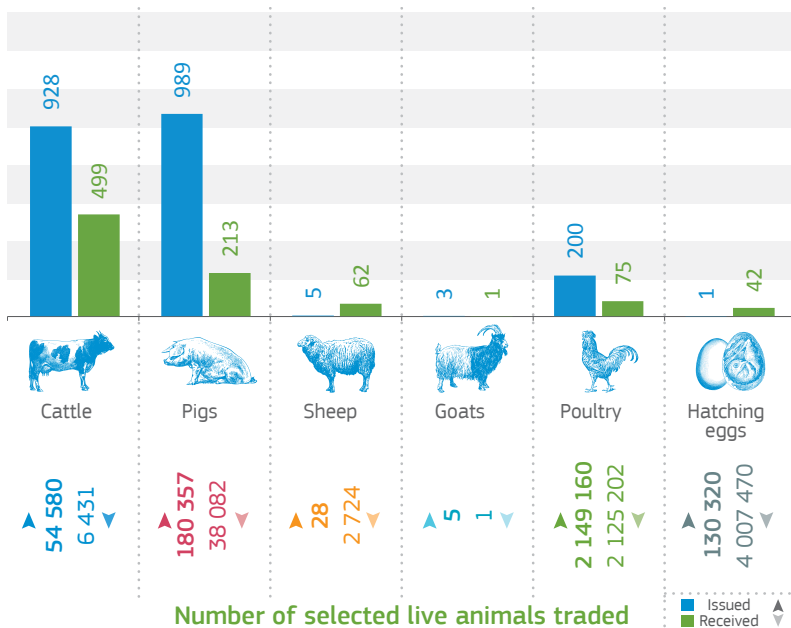 928
499
989
213
5
62
3
1
200
75
1
42
Cattle
Pigs
Sheep
Goats
Poultry
Hatching
eggs
54 580
6 431
180 357
38 082
28
2 724
5
1
2 149 160
2 125 202
130 320
4 007 470
Number of selected live animals traded
Issued
Received